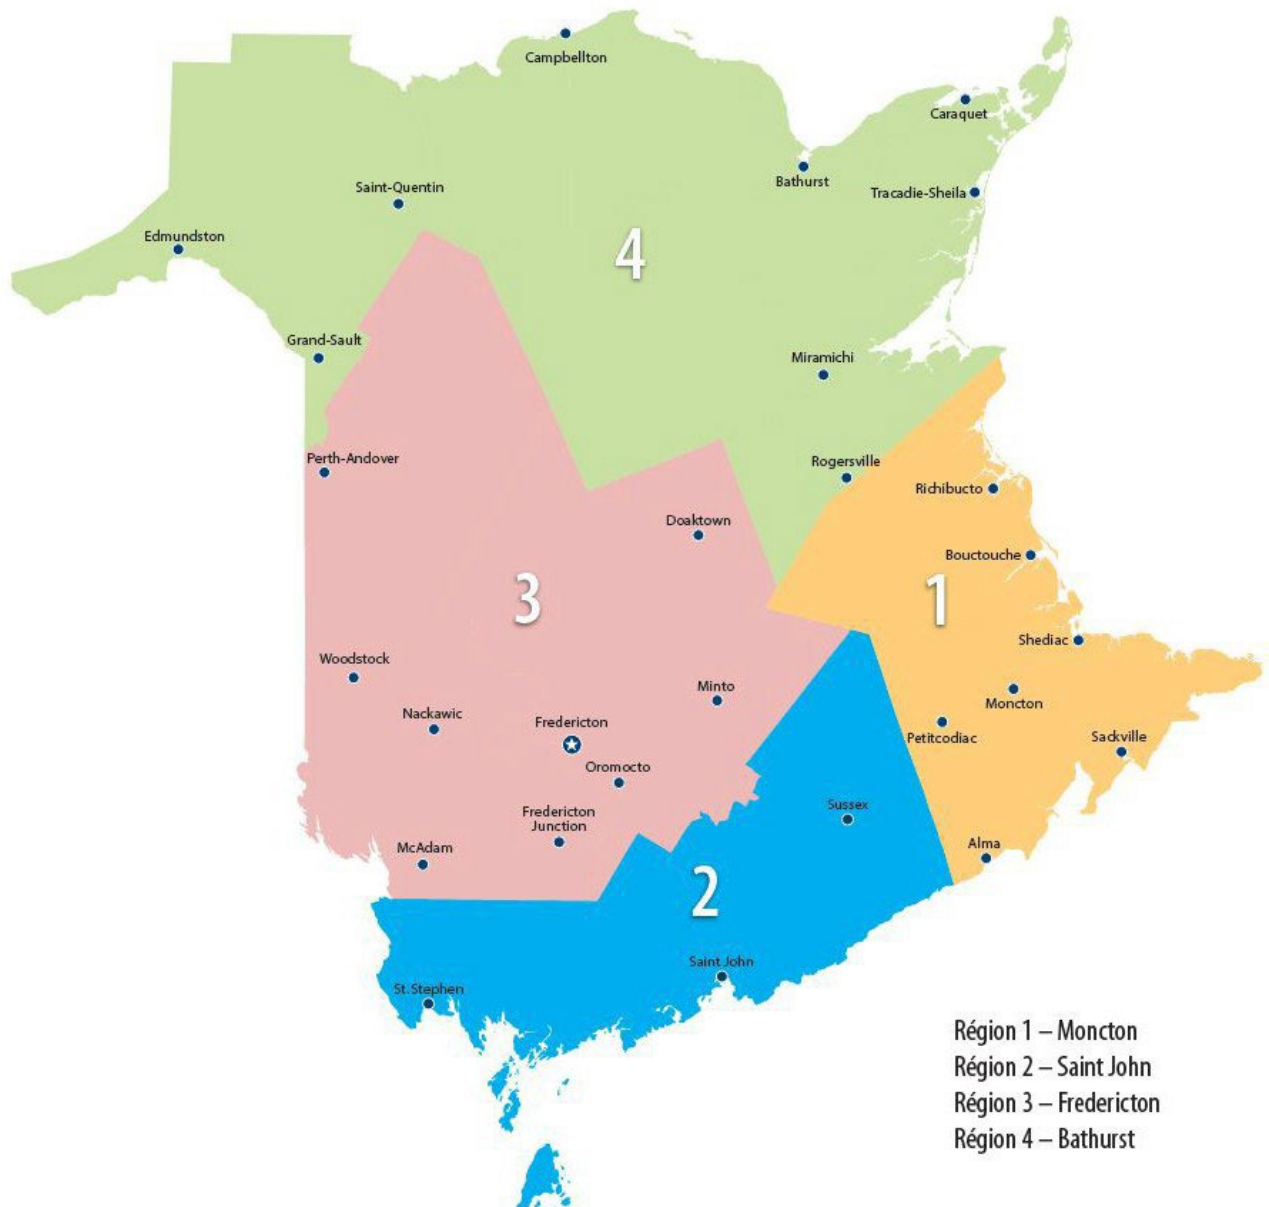 Campbellton
Caraquet
Bathurst
Tracadie-Sheila
Saint-Quentin
Edmundston
4
Grand-Sault
Miramichi
Perth-Andover
Rogersville
Richibucto
Doaktown
Bouctouche
3
1
Shediac
Woodstock
Minto
Moncton
Nackawic
Fredericton
Petitcodiac
Sackville
Oromocto
Sussex
Fredericton
Junction
McAdam
Alma
2
Saint John
St. Stephen
Région 1 – Moncton
Région 2 – Saint John
Région 3 – Fredericton
Région 4 – Bathurst